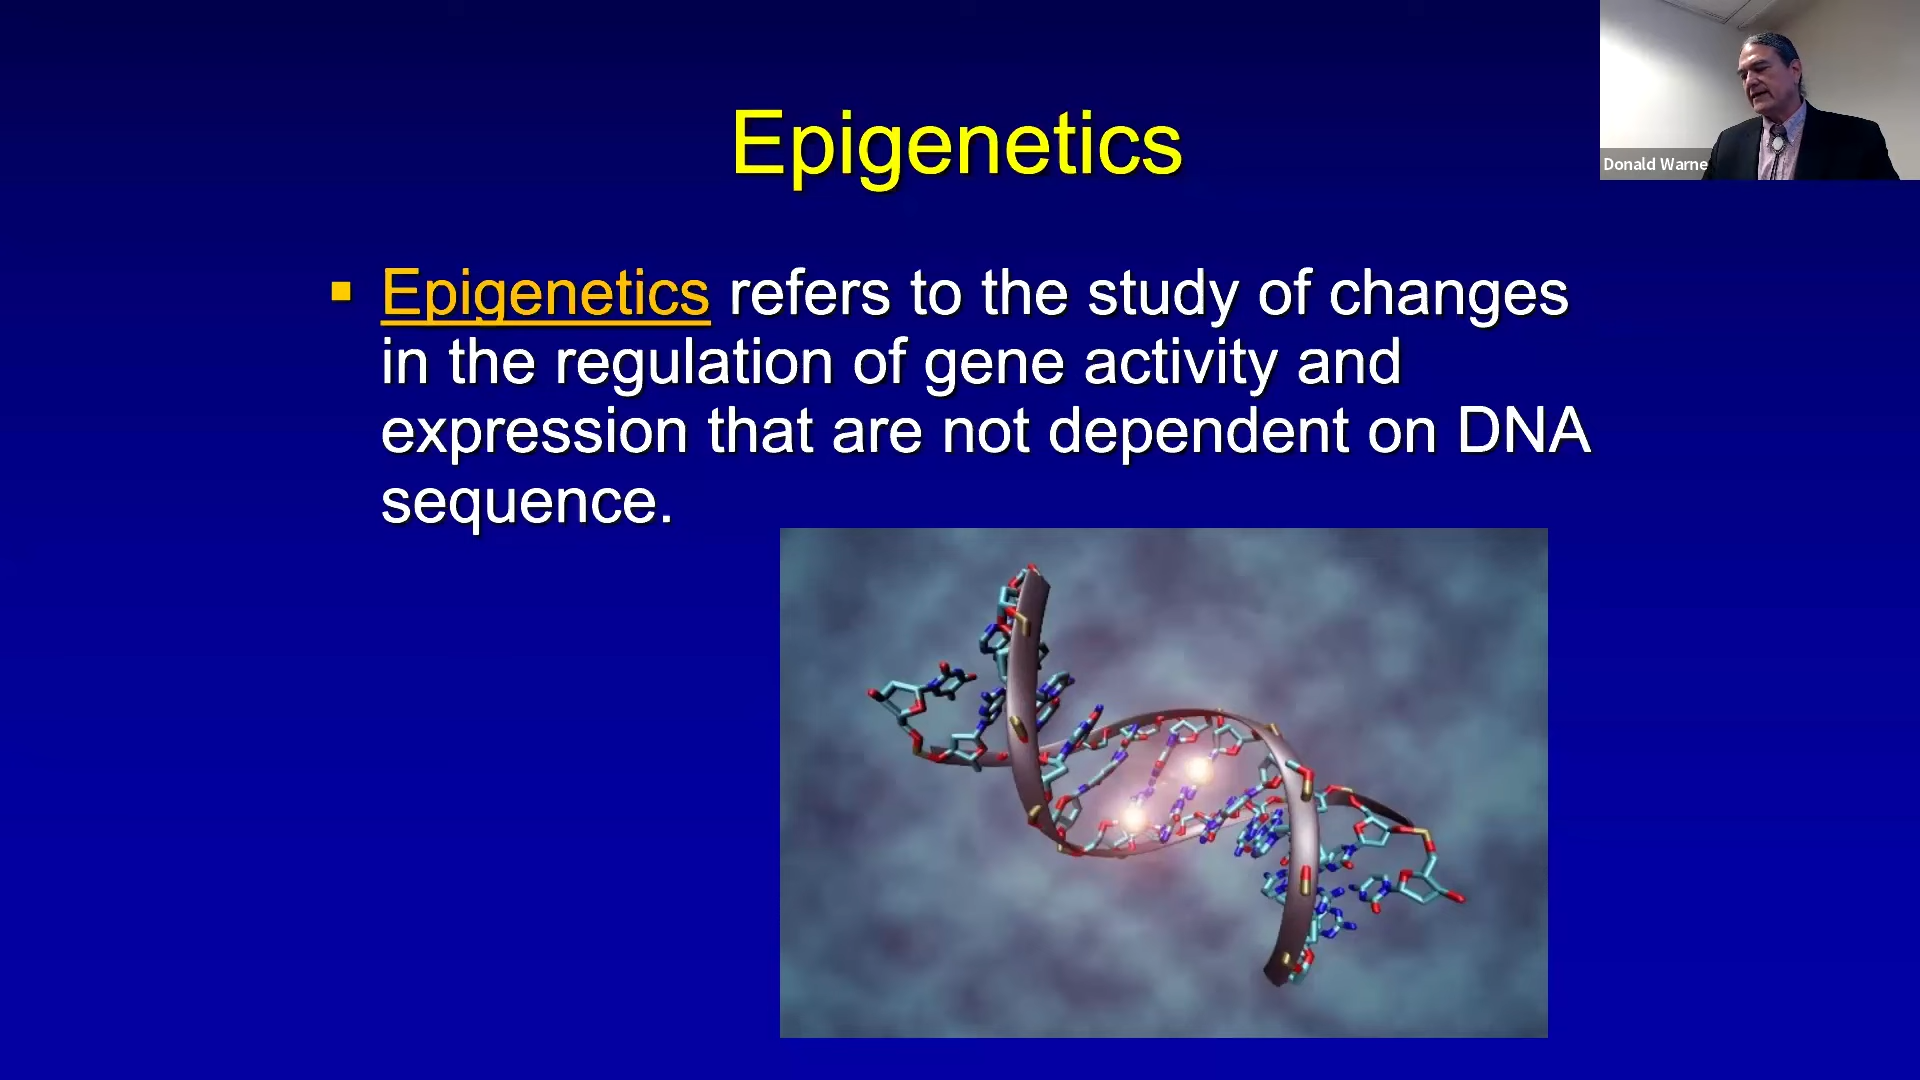 Epigenetics
Donald Warne
▪ Epigenetics refers to the study of changes
in the regulation of gene activity and
expression that are not dependent on DNA
sequence.